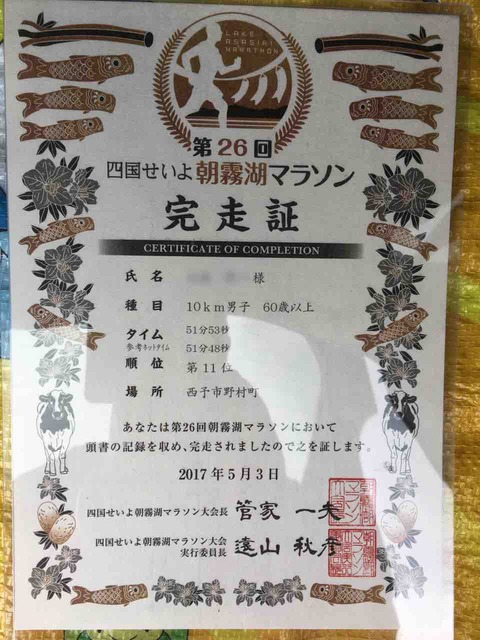 LAKE
ASAGIRI
MARATHON
第26回
四国せいよ朝霧湖マラソン
完走証
CERTIFICATE OF COMPLETION
氏名 様
種目 10km男子 60歳以上
タイム 51分53秒
参考ネットタイム 51分48秒
順位 第11位
場所 西予市野村町
あなたは第26回朝霧湖マラソンにおいて
頭書の記録を収め、完走されましたので之を証します。
2017年5月3日
四国せいよ朝霧湖マラソン大会長 管家一夫
四国せいよ朝霧湖マラソン大会
実行委員長 遠山秋彦